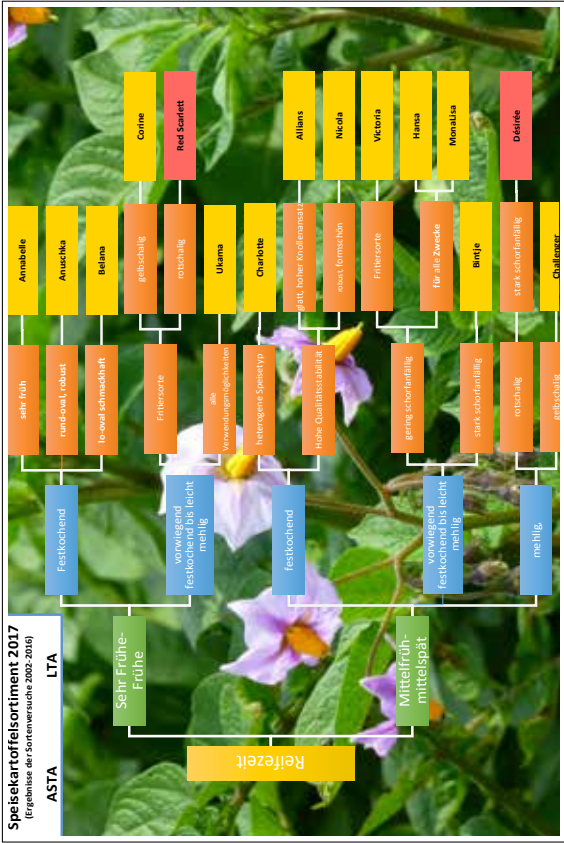 Speisekartoffelsortiment 2017
(Ergebnisse der Sortenversuche 2002-2016)
ASTA LTA
Reifezeit
Sehr Frühe-
Frühe
Festkochend
sehr früh
Annabelle
rund-oval, robust
Anuschka
lo-oval schmackhaft
Belana
vorwiegend
festkochend bis leicht
mehlig
Frittersorte
gelbschalig
Corine
rotschalig
Red Scarlett
alle
Verwendungsmöglichkeiten
Ukama
Mittelfrüh-
mittelspät
festkochend
heterogene Speisetyp
Charlotte
Hohe Qualitätsstabilität
glatt, hoher Knollenansatz
Allians
robust, formschön
Nicola
vorwiegend
festkochend bis leicht
mehlig
gering schorfanfällig
Frittersorte
Victoria
für alle Zwecke
Hansa
MonaLisa
stark schorfanfällig
Bintje
mehlig,
rotschalig
stark schorfanfällig
Désirée
gelbschalig
Challenger